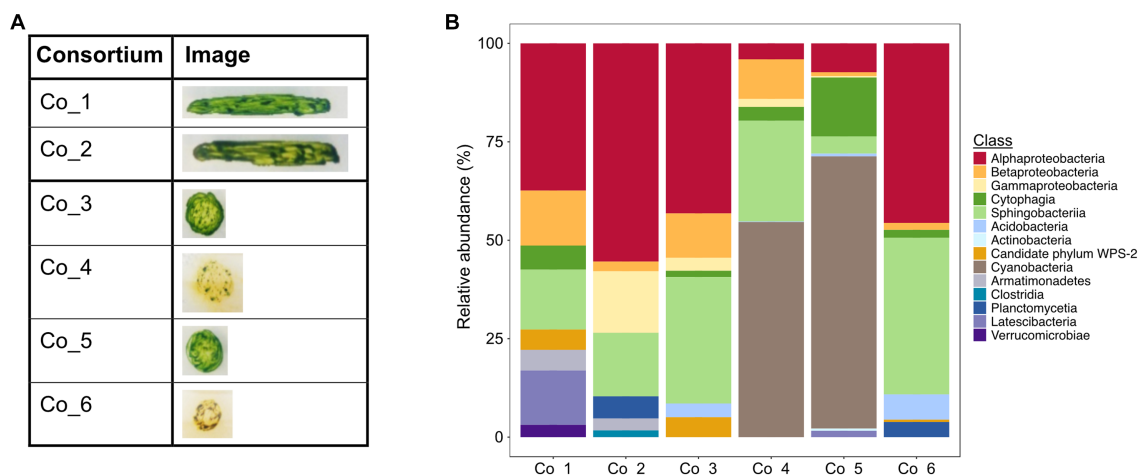 A
Consortium Image
Co_1
Co_2
Co_3
Co_4
Co_5
Co_6
B
Relative abundance (%)
100
75
50
25
0
Co_1 Co_2 Co_3 Co_4 Co_5 Co_6
Class
Alphaproteobacteria
Betaproteobacteria
Gammaproteobacteria
Cytophagia
Sphingobacteriia
Acidobacteria
Actinobacteria
Candidate phylum WPS-2
Cyanobacteria
Armatimonadetes
Clostridia
Planctomycetia
Latescibacteria
Verrucomicrobiae